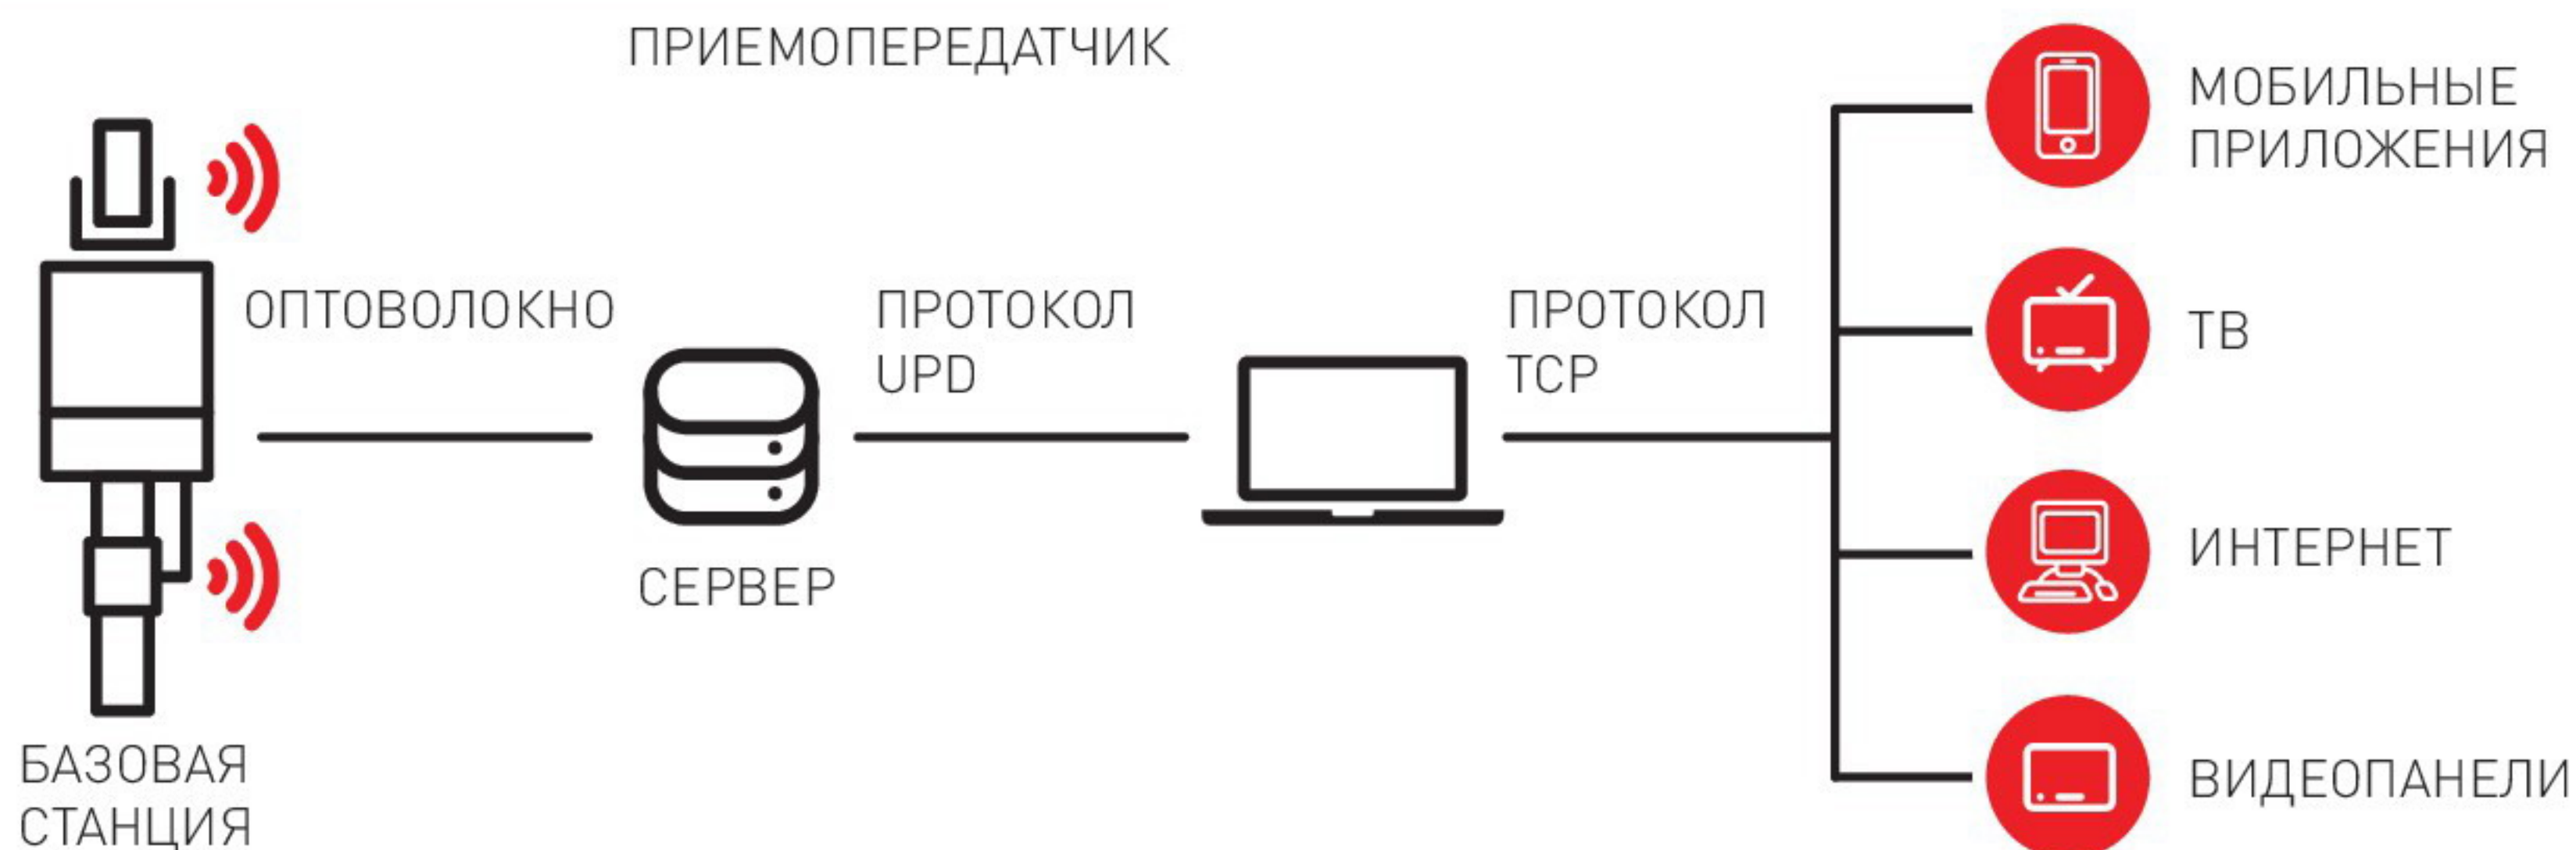 ПРИЕМОПЕРЕДАТЧИК
ОПТОВОЛОКНО
ПРОТОКОЛ
UPD
ПРОТОКОЛ
TCP
СЕРВЕР
БАЗОВАЯ
СТАНЦИЯ
МОБИЛЬНЫЕ
ПРИЛОЖЕНИЯ
ТВ
ИНТЕРНЕТ
ВИДЕОПАНЕЛИ